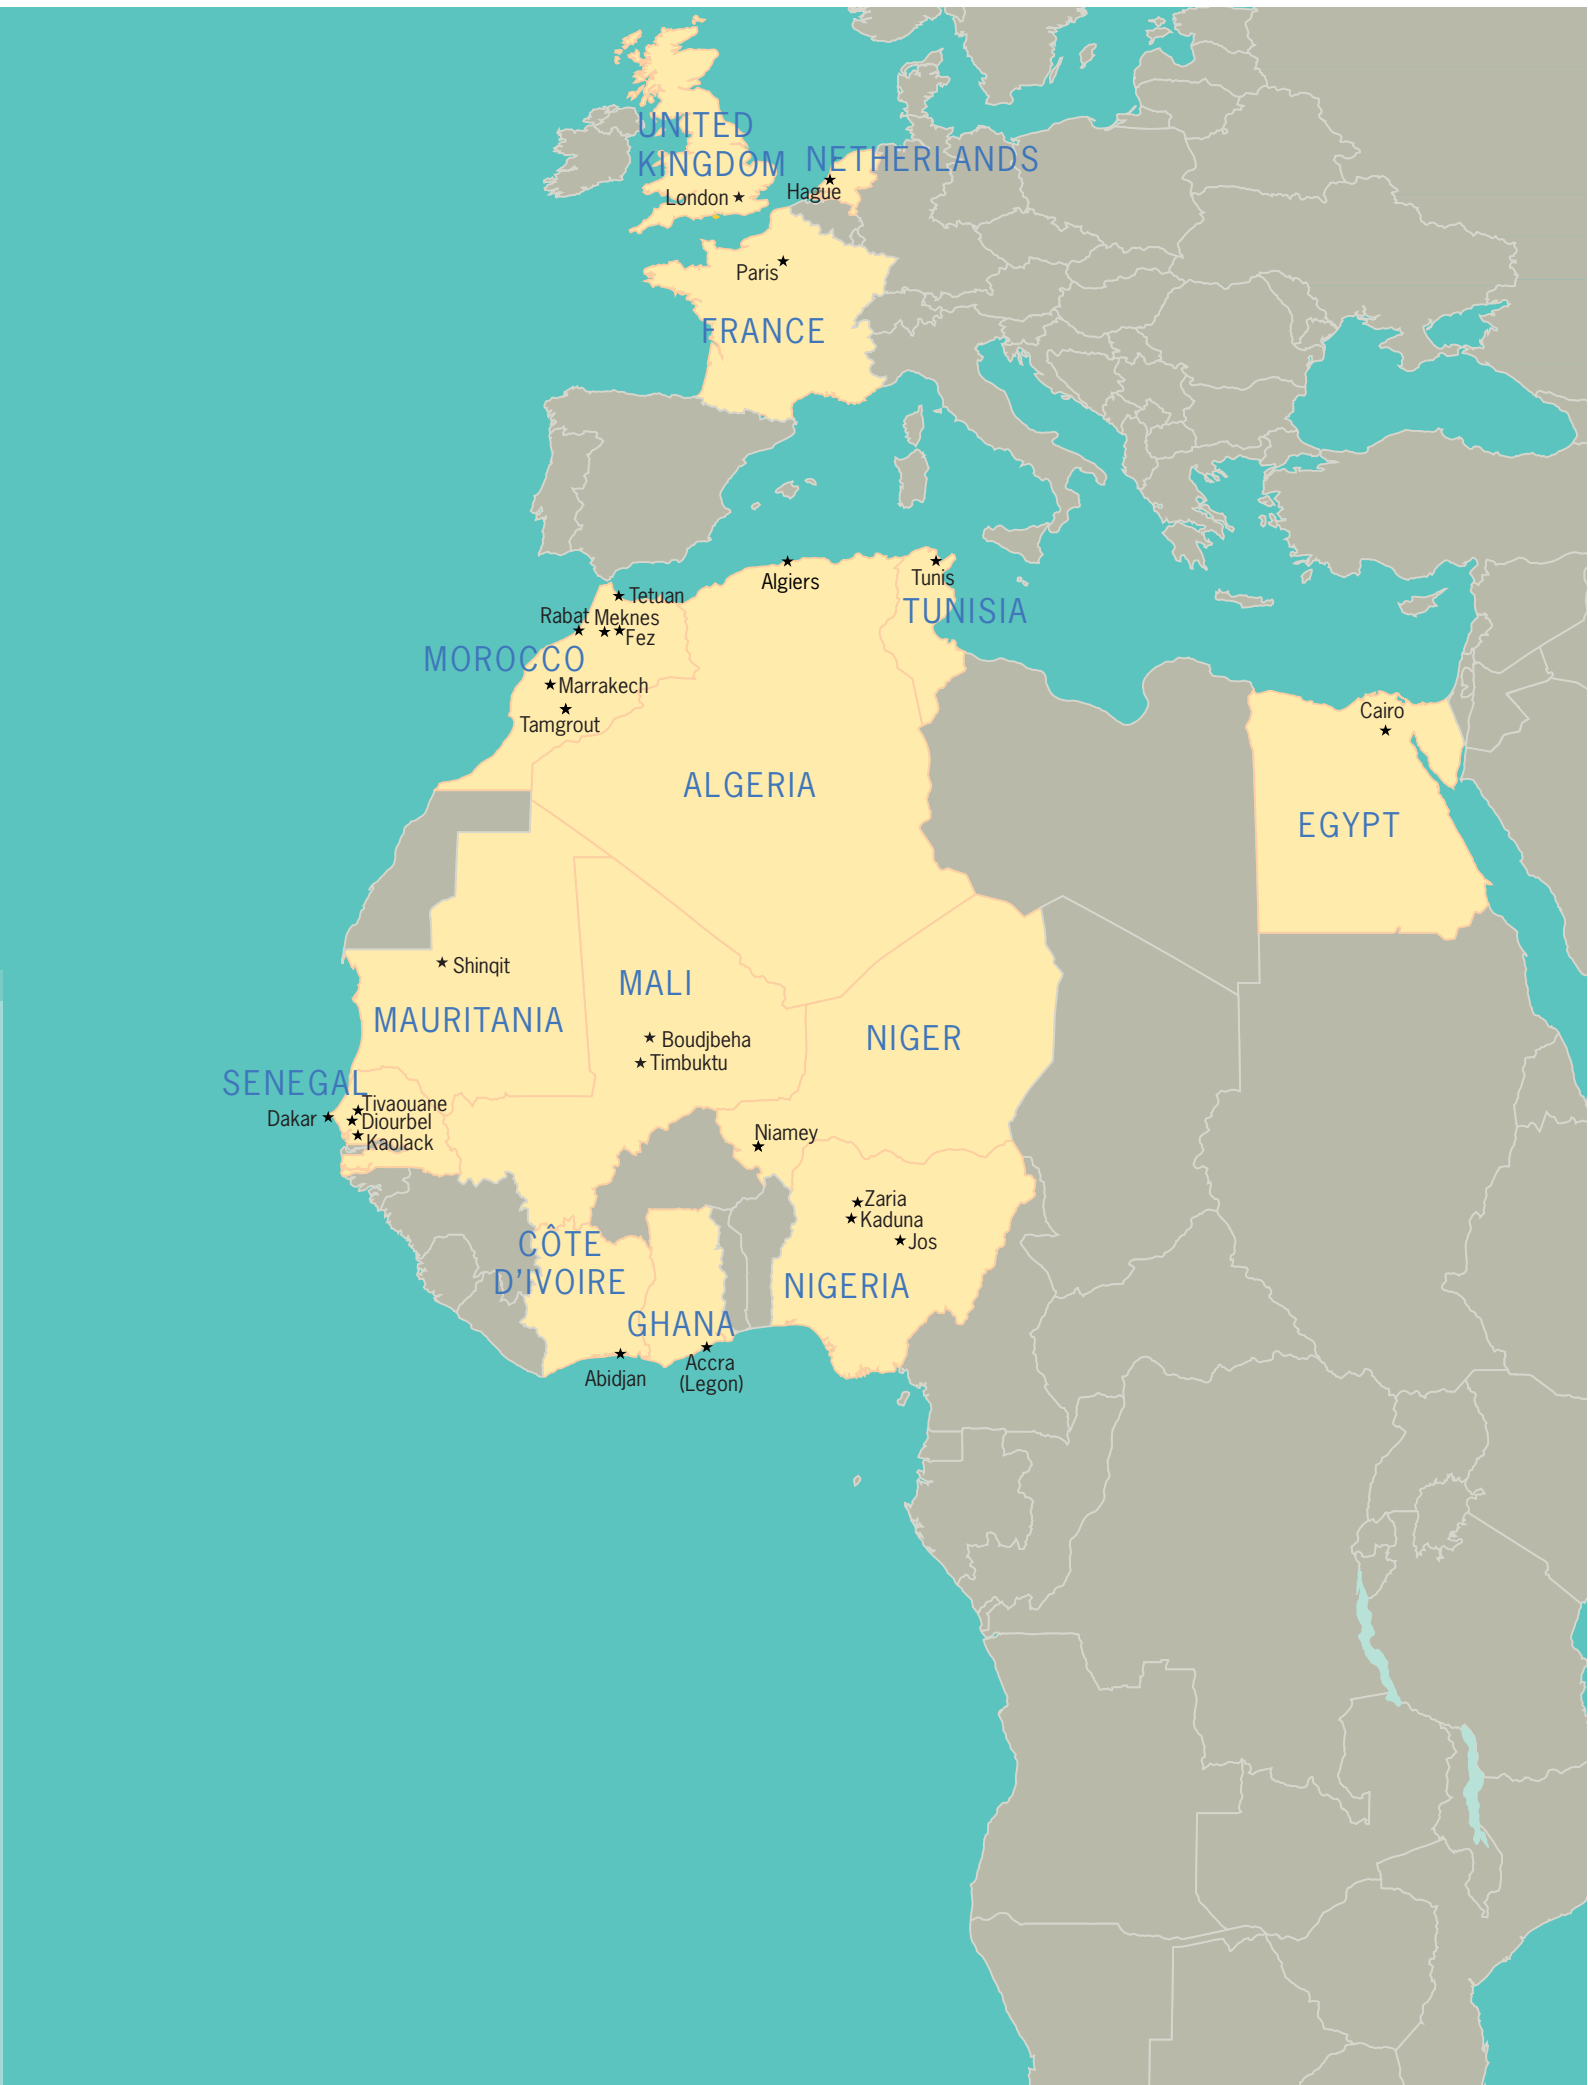 UNITED
KINGDOM
NETHERLANDS
London
Hague
Paris
FRANCE
Algiers
Tunis
TUNISIA
Tetuan
Rabat
Meknes
Fez
MOROCCO
Marrakech
Tamgrout
Cairo
ALGERIA
EGYPT
Shinqit
MALI
MAURITANIA
NIGER
Boudjbeha
Timbuktu
SENEGAL
Tivaouane
Dakar
Diourbel
Kaolack
Niamey
Zaria
Kaduna
Jos
CÔTE
D'IVOIRE
NIGERIA
GHANA
Abidjan
Accra
(Legon)